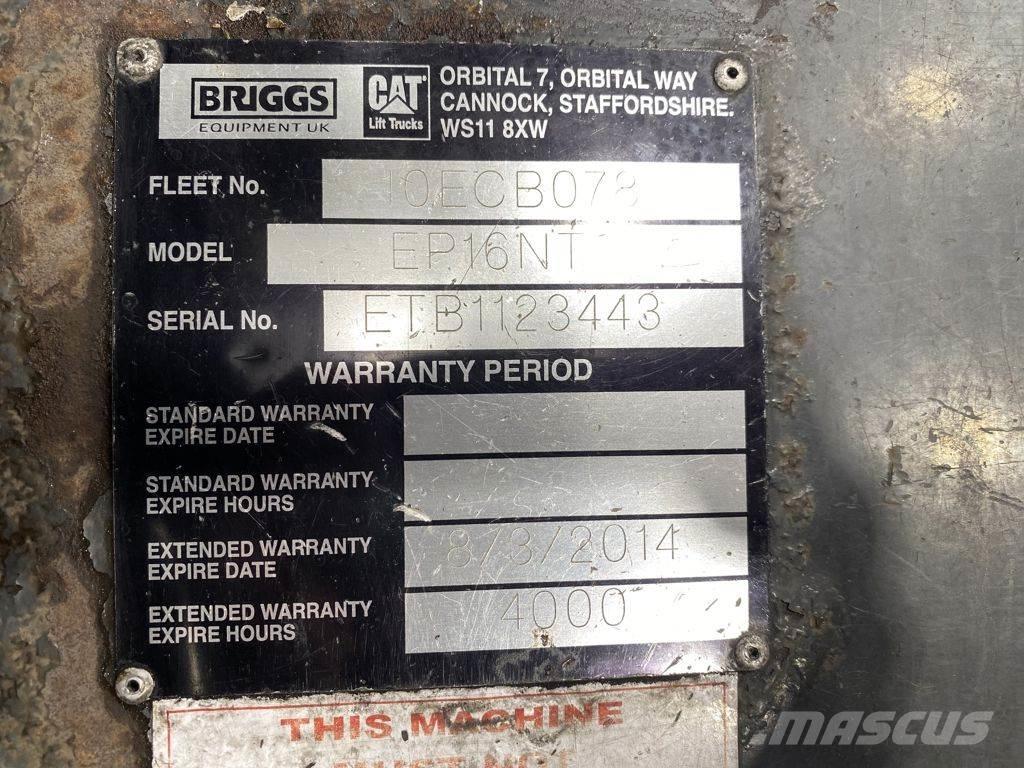 BRIGGS
EQUIPMENT UK
CAT
Lift Trucks
ORBITAL 7, ORBITAL WAY
CANNOCK, STAFFORDSHIRE.
WS11 8XW
FLEET No. 10ECB078
MODEL EP16NT
SERIAL No. ETB1123443
WARRANTY PERIOD
STANDARD WARRANTY
EXPIRE DATE
STANDARD WARRANTY
EXPIRE HOURS
EXTENDED WARRANTY
EXPIRE DATE 8/3/2014
EXTENDED WARRANTY
EXPIRE HOURS 4000
THIS MACHINE
MUST NOT
MASCUS